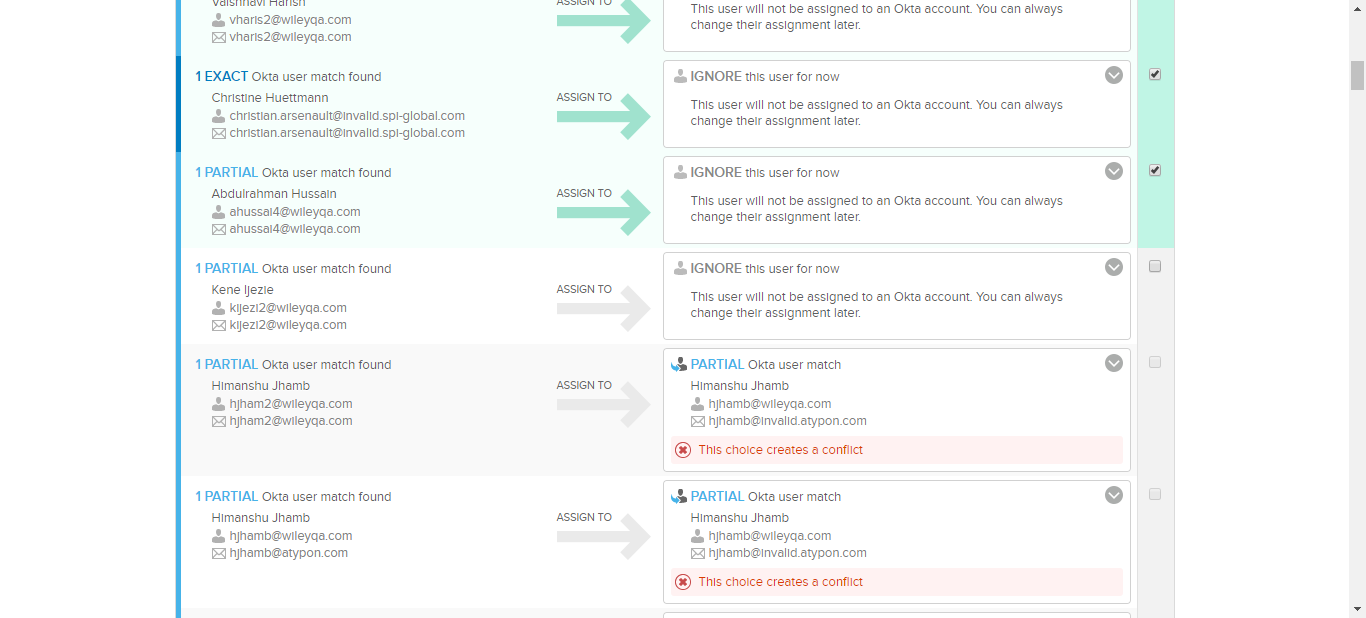 Vaishnavi Harish
vharis2@wileyqa.com
vharis2@wileyqa.com
ASSIGN TO
This user will not be assigned to an Okta account. You can always
change their assignment later.
1 EXACT Okta user match found
Christine Huettmann
christian.arsenault@invalid.spi-global.com
christian.arsenault@invalid.spi-global.com
ASSIGN TO
IGNORE this user for now
This user will not be assigned to an Okta account. You can always
change their assignment later.
1 PARTIAL Okta user match found
Abdulrahman Hussain
ahussai4@wileyqa.com
ahussai4@wileyqa.com
ASSIGN TO
IGNORE this user for now
This user will not be assigned to an Okta account. You can always
change their assignment later.
1 PARTIAL Okta user match found
Kene Ijezie
kijezi2@wileyqa.com
kijezi2@wileyqa.com
ASSIGN TO
IGNORE this user for now
This user will not be assigned to an Okta account. You can always
change their assignment later.
1 PARTIAL Okta user match found
Himanshu Jhamb
hjham2@wileyqa.com
hjham2@wileyqa.com
ASSIGN TO
PARTIAL Okta user match
Himanshu Jhamb
hjhamb@wileyqa.com
hjhamb@invalid.atypon.com
This choice creates a conflict
1 PARTIAL Okta user match found
Himanshu Jhamb
hjhamb@wileyqa.com
hjhamb@atypon.com
ASSIGN TO
PARTIAL Okta user match
Himanshu Jhamb
hjhamb@wileyqa.com
hjhamb@invalid.atypon.com
This choice creates a conflict